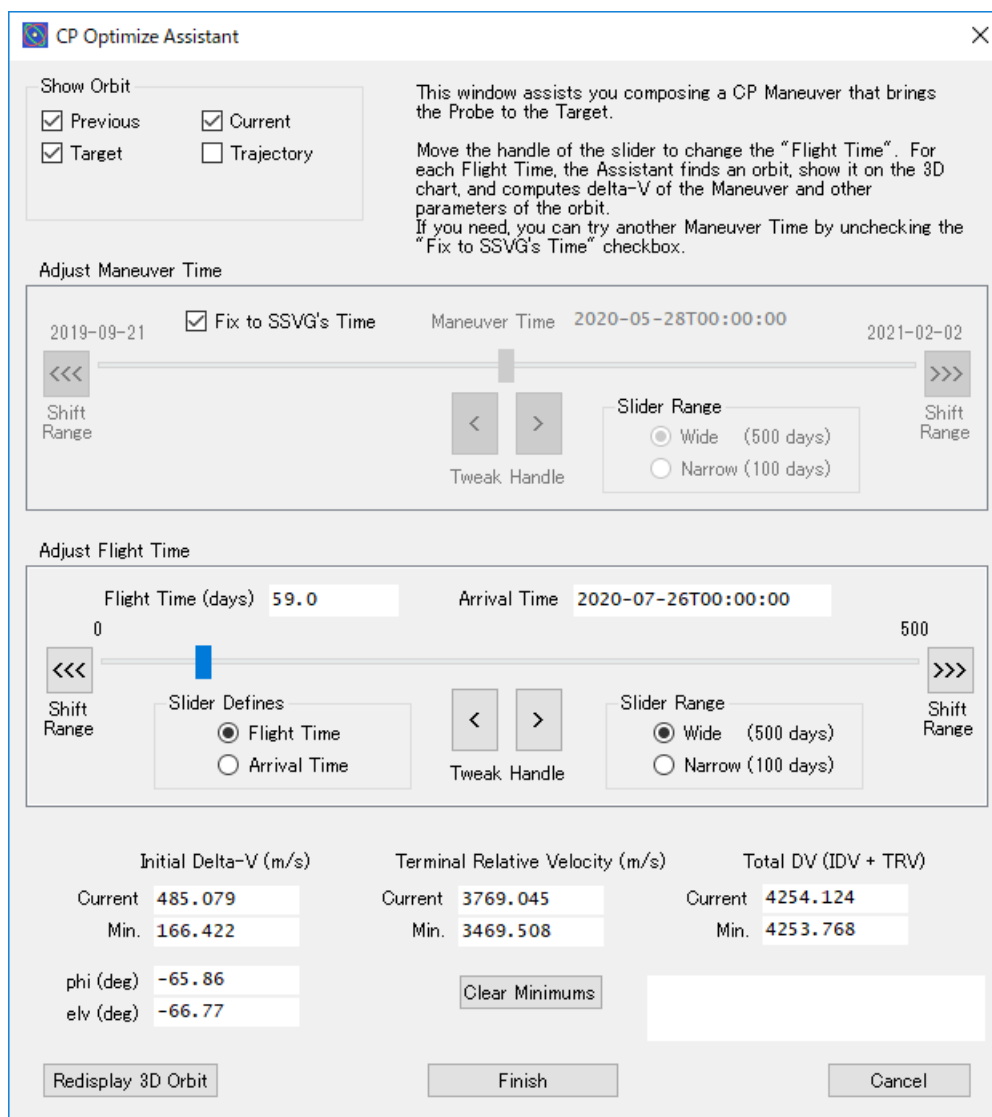 CP Optimize Assistant
Show Orbit
Previous
Current
Target
Trajectory
This window assists you composing a CP Maneuver that brings
the Probe to the Target.
Move the handle of the slider to change the "Flight Time". For
each Flight Time, the Assistant finds an orbit, show it on the 3D
chart, and computes delta-V of the Maneuver and other
parameters of the orbit.
If you need, you can try another Maneuver Time by unchecking the
"Fix to SSVG's Time" checkbox.
Adjust Maneuver Time
2019-09-21
Fix to SSVG's Time
Maneuver Time 2020-05-28T00:00:00
2021-02-02
<<<
>>>
Shift
Range
<
>
Tweak Handle
Slider Range
Wide (500 days)
Narrow (100 days)
Shift
Range
Adjust Flight Time
Flight Time (days) 59.0
Arrival Time 2020-07-26T00:00:00
0
500
<<<
>>>
Shift
Range
Slider Defines
Flight Time
Arrival Time
<
>
Tweak Handle
Slider Range
Wide (500 days)
Narrow (100 days)
Shift
Range
Initial Delta-V (m/s)
Current 485.079
Min. 166.422
phi (deg) -65.86
elv (deg) -66.77
Terminal Relative Velocity (m/s)
Current 3769.045
Min. 3469.508
Clear Minimums
Total DV (IDV + TRV)
Current 4254.124
Min. 4253.768
Redisplay 3D Orbit
Finish
Cancel